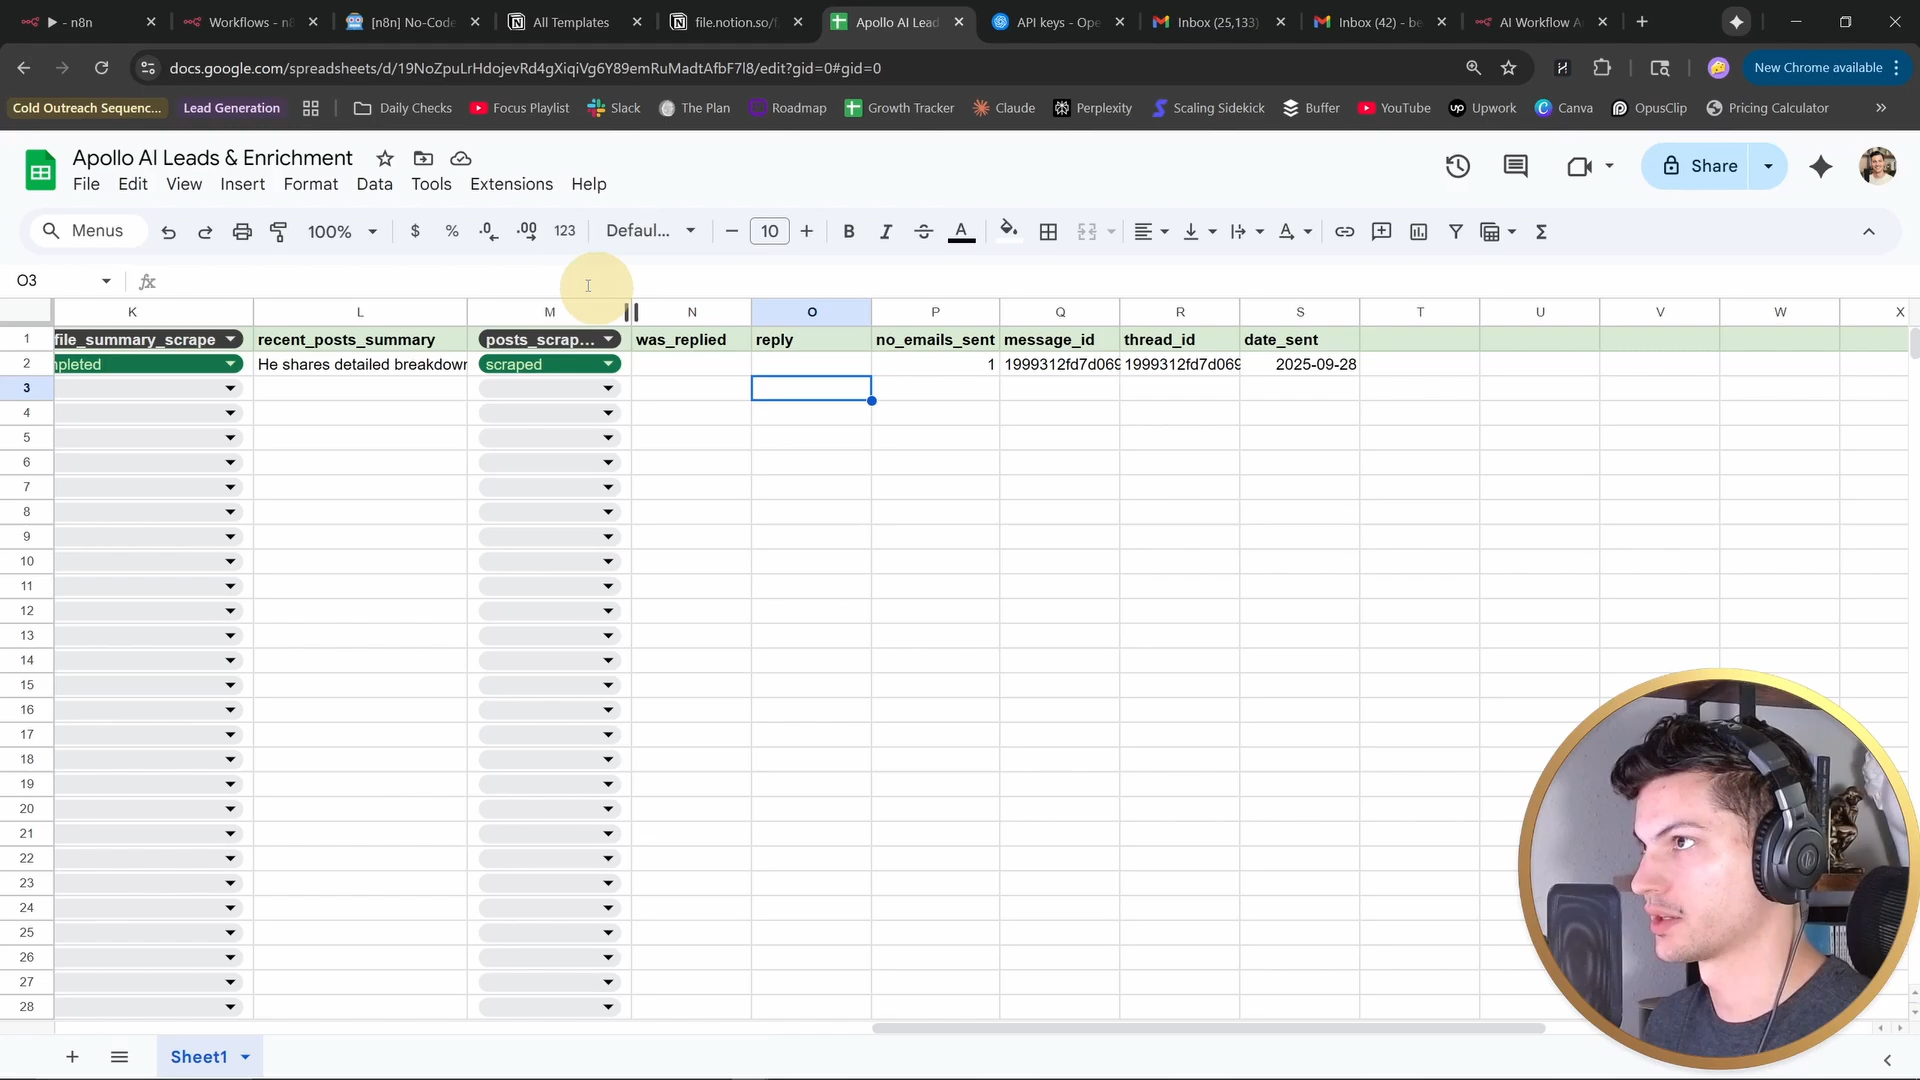 ▶ - n8n
Workflows - n8
[n8n] No-Code
All Templates
file.notion.so/f
Apollo AI Lead
API keys - Ope
Inbox (25,133)
Inbox (42) - be
AI Workflow A
docs.google.com/spreadsheets/d/19NoZpuLrHdojevRd4gXiqiVg6Y89emRuMadtAfbF7l8/edit?gid=0#gid=0
New Chrome available
Cold Outreach Sequenc...
Lead Generation
Daily Checks
Focus Playlist
Slack
The Plan
Roadmap
Growth Tracker
Claude
Perplexity
Scaling Sidekick
Buffer
YouTube
Upwork
Canva
OpusClip
Pricing Calculator
Apollo AI Leads & Enrichment
File Edit View Insert Format Data Tools Extensions Help
Share
Menus
100%
$ % .0 .00 123
Defaul...
10
B I A
O3
fx
K L M N O P Q R S T U V W X
1 file_summary_scrape recent_posts_summary posts_scrap... was_replied reply no_emails_sent message_id thread_id date_sent
2 pleted He shares detailed breakdown scraped 1 1999312fd7d069 1999312fd7d069 2025-09-28
3
4
5
6
7
8
9
10
11
12
13
14
15
16
17
18
19
20
21
22
23
24
25
26
27
28
Sheet1